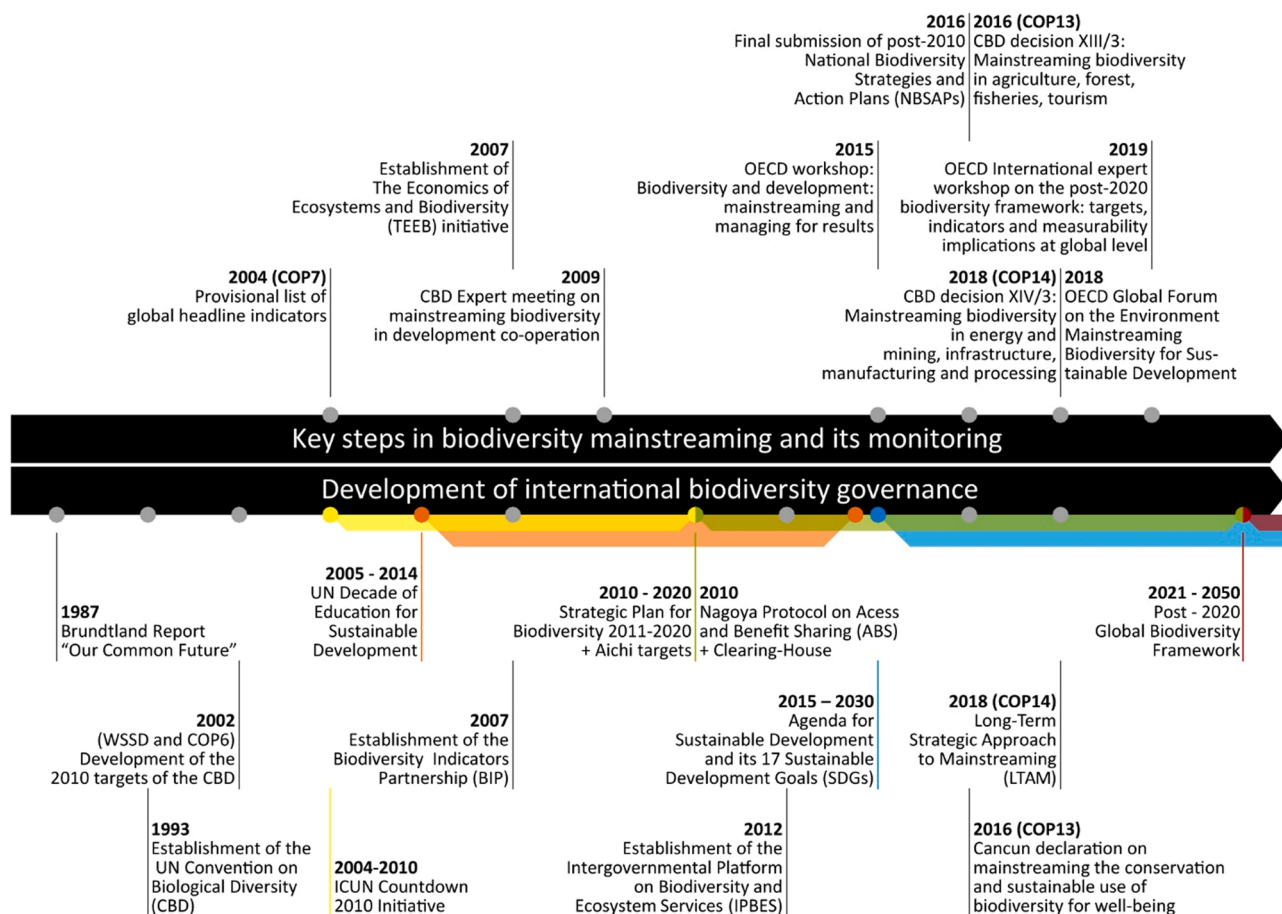 2016
Final submission of post-2010
National Biodiversity
Strategies and
Action Plans (NBSAPs)
2016 (COP13)
CBD decision XIII/3:
Mainstreaming biodiversity
in agriculture, forest,
fisheries, tourism
2007
Establishment of
The Economics of
Ecosystems and Biodiversity
(TEEB) initiative
2015
OECD workshop:
Biodiversity and development:
mainstreaming and
managing for results
2019
OECD International expert
workshop on the post-2020
biodiversity framework: targets,
indicators and measurability
implications at global level
2004 (COP7)
Provisional list of
global headline indicators
2009
CBD Expert meeting on
mainstreaming biodiversity
in development co-operation
2018 (COP14)
CBD decision XIV/3:
Mainstreaming biodiversity
in energy and
mining, infrastructure,
manufacturing and processing
2018
OECD Global Forum
on the Environment
Mainstreaming
Biodiversity for Sus-
tainable Development
Key steps in biodiversity mainstreaming and its monitoring
Development of international biodiversity governance
1987
Brundtland Report
“Our Common Future”
2005 - 2014
UN Decade of
Education for
Sustainable
Development
2010 - 2020
Strategic Plan for
Biodiversity 2011-2020
+ Aichi targets
2010
Nagoya Protocol on Acess
and Benefit Sharing (ABS)
+ Clearing-House
2021 - 2050
Post - 2020
Global Biodiversity
Framework
2002
(WSSD and COP6)
Development of the
2010 targets of the CBD
2007
Establishment of the
Biodiversity Indicators
Partnership (BIP)
2015 – 2030
Agenda for
Sustainable Development
and its 17 Sustainable
Development Goals (SDGs)
2018 (COP14)
Long-Term
Strategic Approach
to Mainstreaming
(LTAM)
1993
Establishment of the
UN Convention on
Biological Diversity
(CBD)
2004-2010
ICUN Countdown
2010 Initiative
2012
Establishment of the
Intergovernmental Platform
on Biodiversity and
Ecosystem Services (IPBES)
2016 (COP13)
Cancun declaration on
mainstreaming the conservation
and sustainable use of
biodiversity for well-being